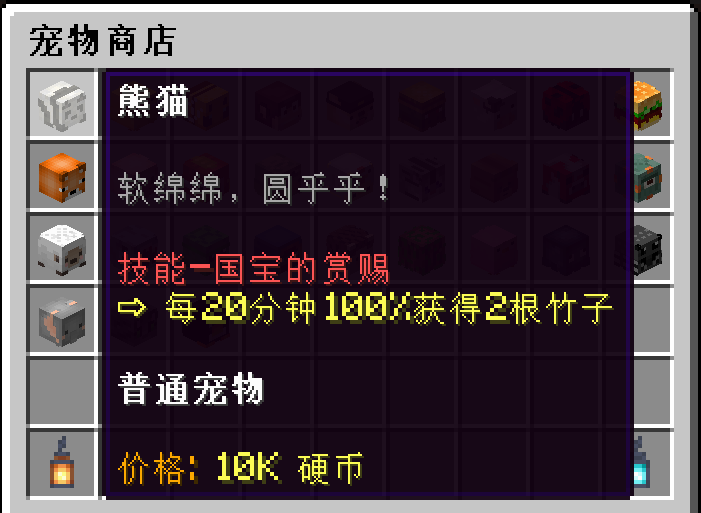 宠物商店
熊猫
软绵绵，圆乎乎！
技能-国宝的赏赐
⇨ 每20分钟100%获得2根竹子
普通宠物
价格: 10K 硬币